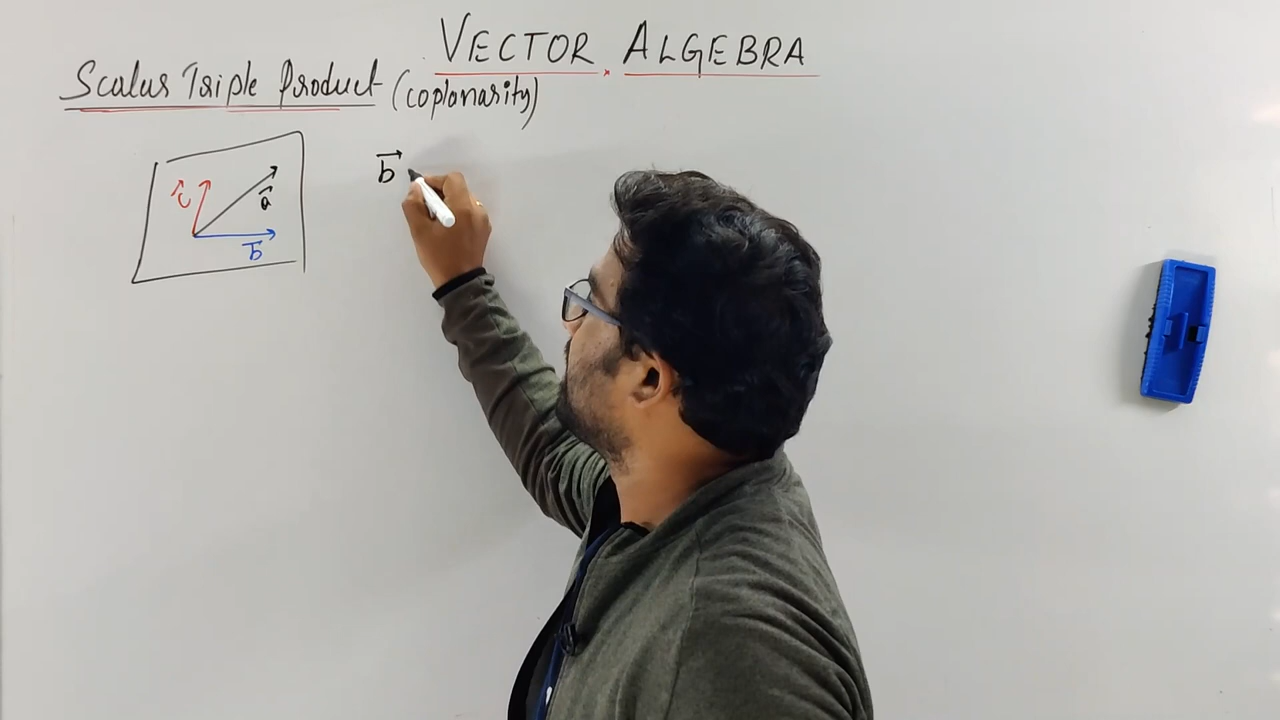 VECTOR ALGEBRA
Scalar Triple Product (coplanarity)
c⃗
a⃗
b⃗
b⃗